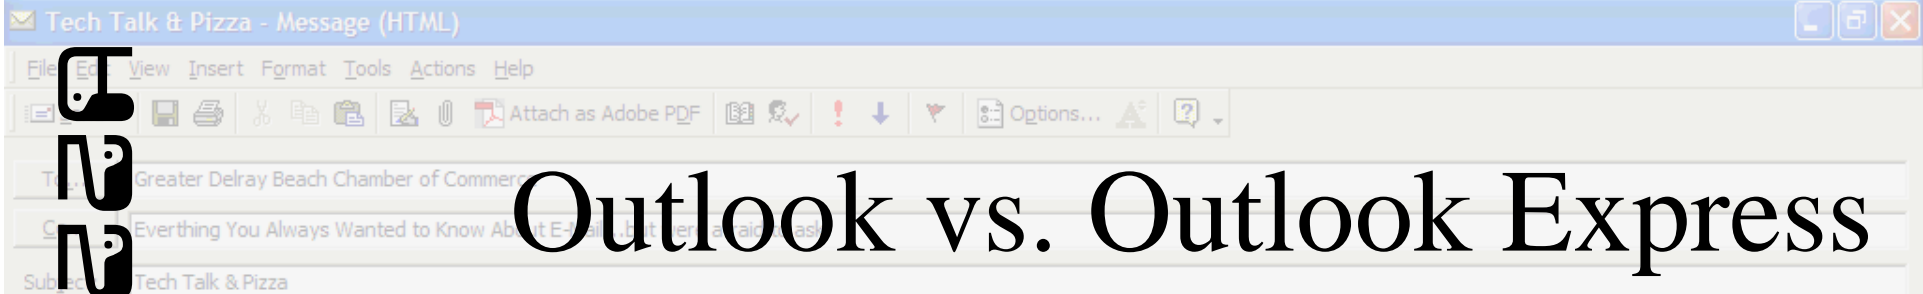 Tech Talk & Pizza - Message (HTML)
File Edit View Insert Format Tools Actions Help
Attach as Adobe PDF Options...
To... Greater Delray Beach Chamber of Commerce
Outlook vs. Outlook Express
Everthing You Always Wanted to Know About E-Mail...but were afraid to ask
Subject: Tech Talk & Pizza